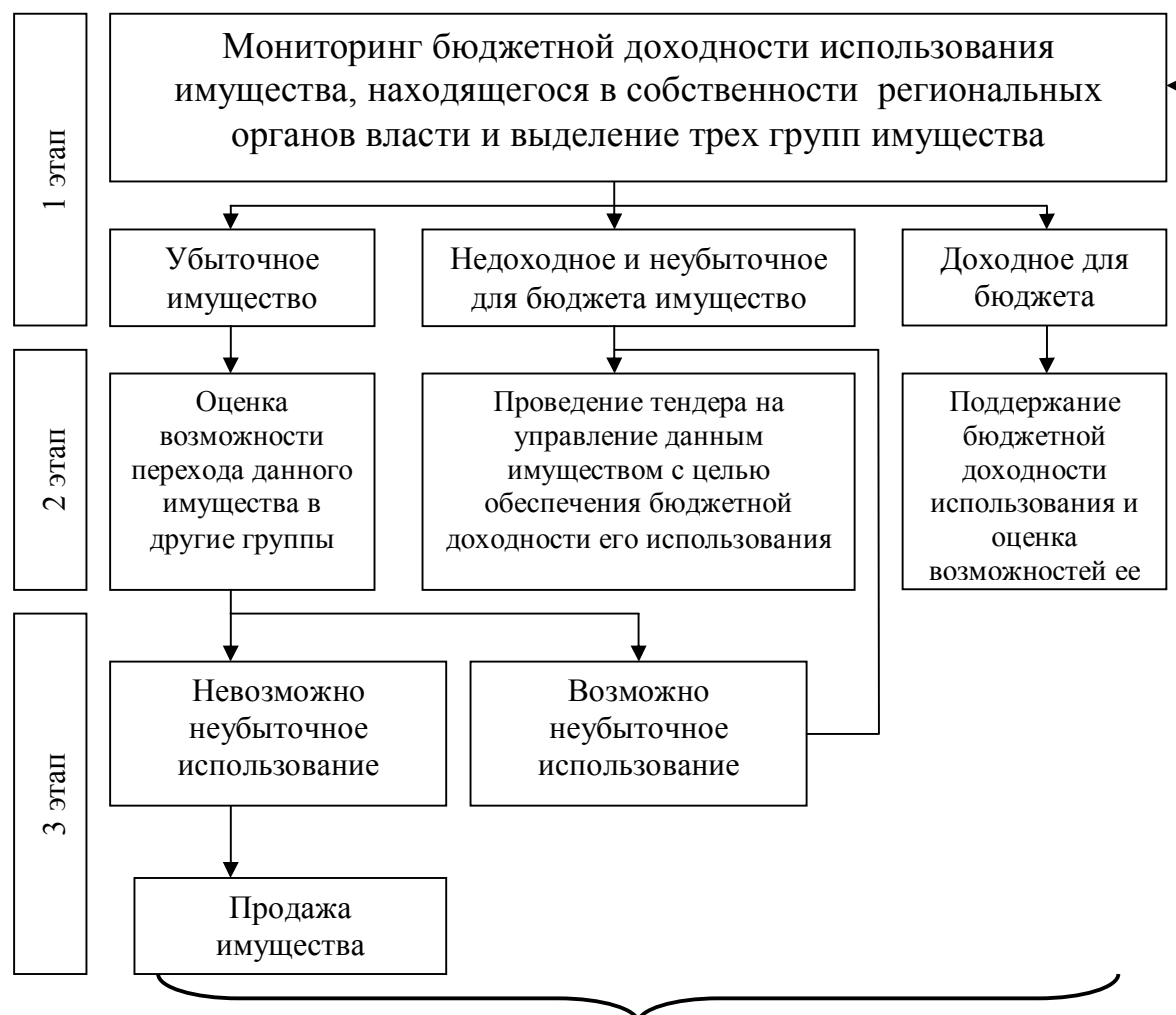 1 этап
Мониторинг бюджетной доходности использования
имущества, находящегося в собственности региональных
органов власти и выделение трех групп имущества
Убыточное
имущество
Недоходное и неубыточное
для бюджета имущество
Доходное для
бюджета
2 этап
Оценка
возможности
перехода данного
имущества в
другие группы
Проведение тендера на
управление данным
имуществом с целью
обеспечения бюджетной
доходности его использования
Поддержание
бюджетной
доходности
использования и
оценка
возможностей ее
3 этап
Невозможно
неубыточное
использование
Возможно
неубыточное
использование
Продажа
имущества